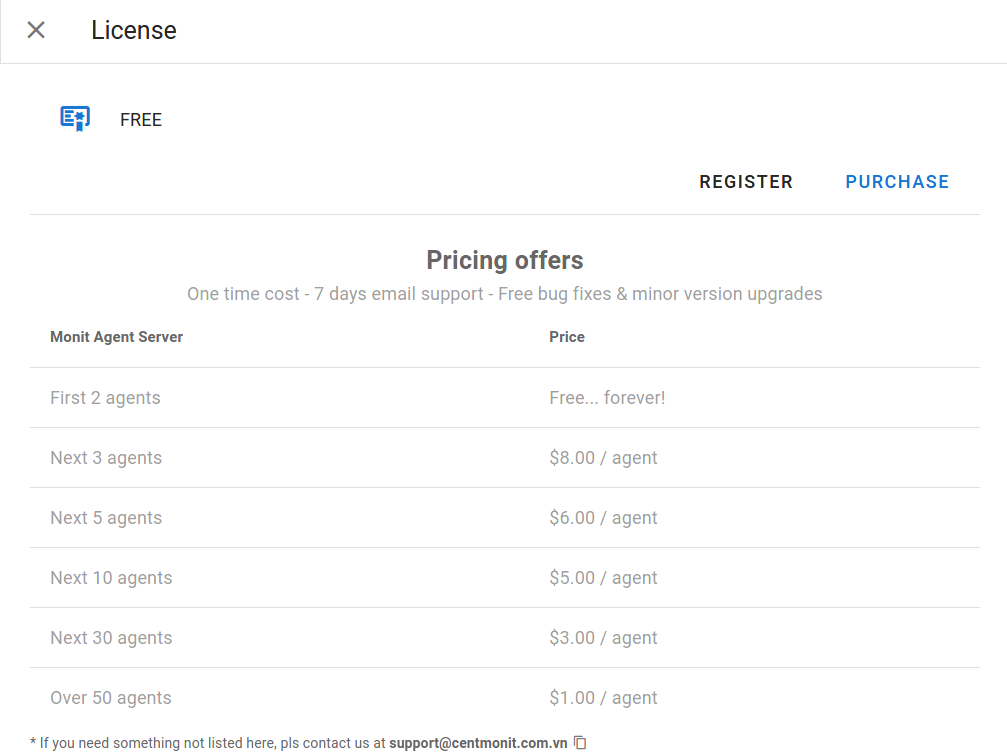 License
FREE
REGISTER PURCHASE
Pricing offers
One time cost - 7 days email support - Free bug fixes & minor version upgrades
Monit Agent Server Price
First 2 agents Free... forever!
Next 3 agents $8.00 / agent
Next 5 agents $6.00 / agent
Next 10 agents $5.00 / agent
Next 30 agents $3.00 / agent
Over 50 agents $1.00 / agent
* If you need something not listed here, pls contact us at support@centmonit.com.vn